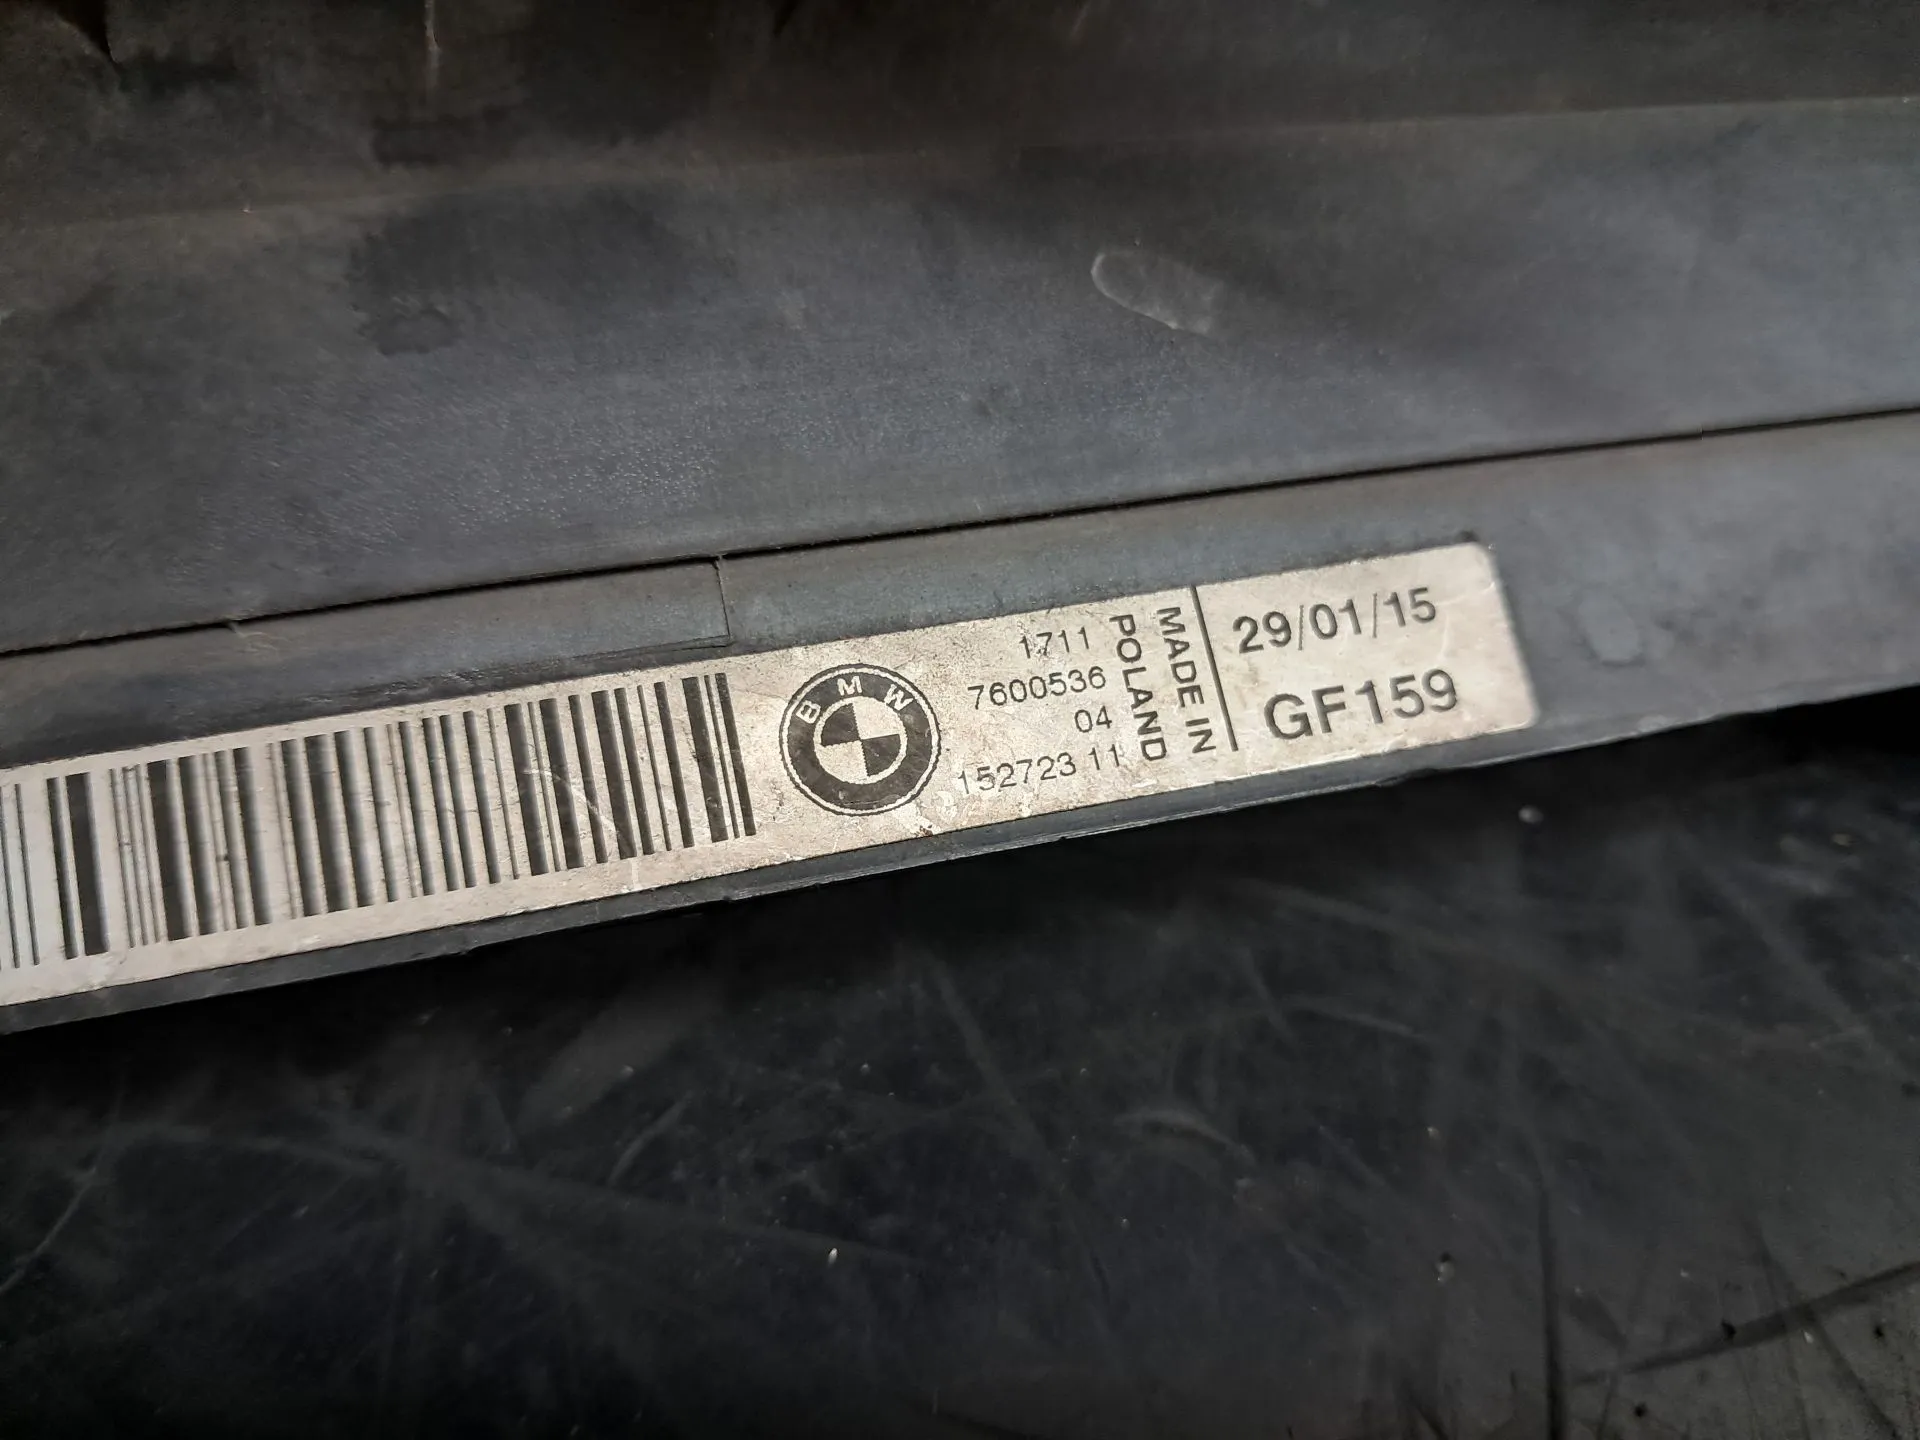 BMW
1711
7600536
04
152723 11
MADE IN
POLAND
29/01/15
GF159